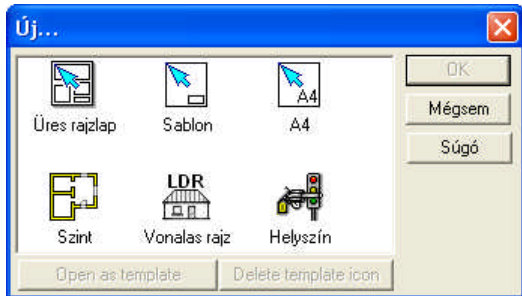 Új...
A4
OK
Üres rajzlap
Sablon
A4
Mégsem
Súgó
LDR
Szint
Vonalas rajz
Helyszín
Open as template
Delete template icon